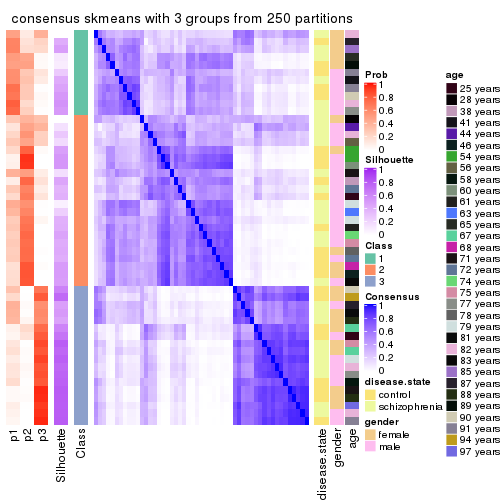 consensus skmeans with 3 groups from 250 partitions
p1
p2
p3
Silhouette
Class
disease.state
gender
age
Prob
1
0.8
0.6
0.4
0.2
0
Silhouette
1
0.8
0.6
0.4
0.2
0
Class
1
2
3
Consensus
1
0.8
0.6
0.4
0.2
0
disease.state
control
schizophrenia
gender
female
male
age
25 years
28 years
38 years
41 years
44 years
46 years
54 years
56 years
58 years
60 years
61 years
63 years
65 years
67 years
68 years
71 years
72 years
74 years
75 years
77 years
78 years
79 years
81 years
82 years
83 years
85 years
87 years
88 years
89 years
90 years
91 years
94 years
97 years